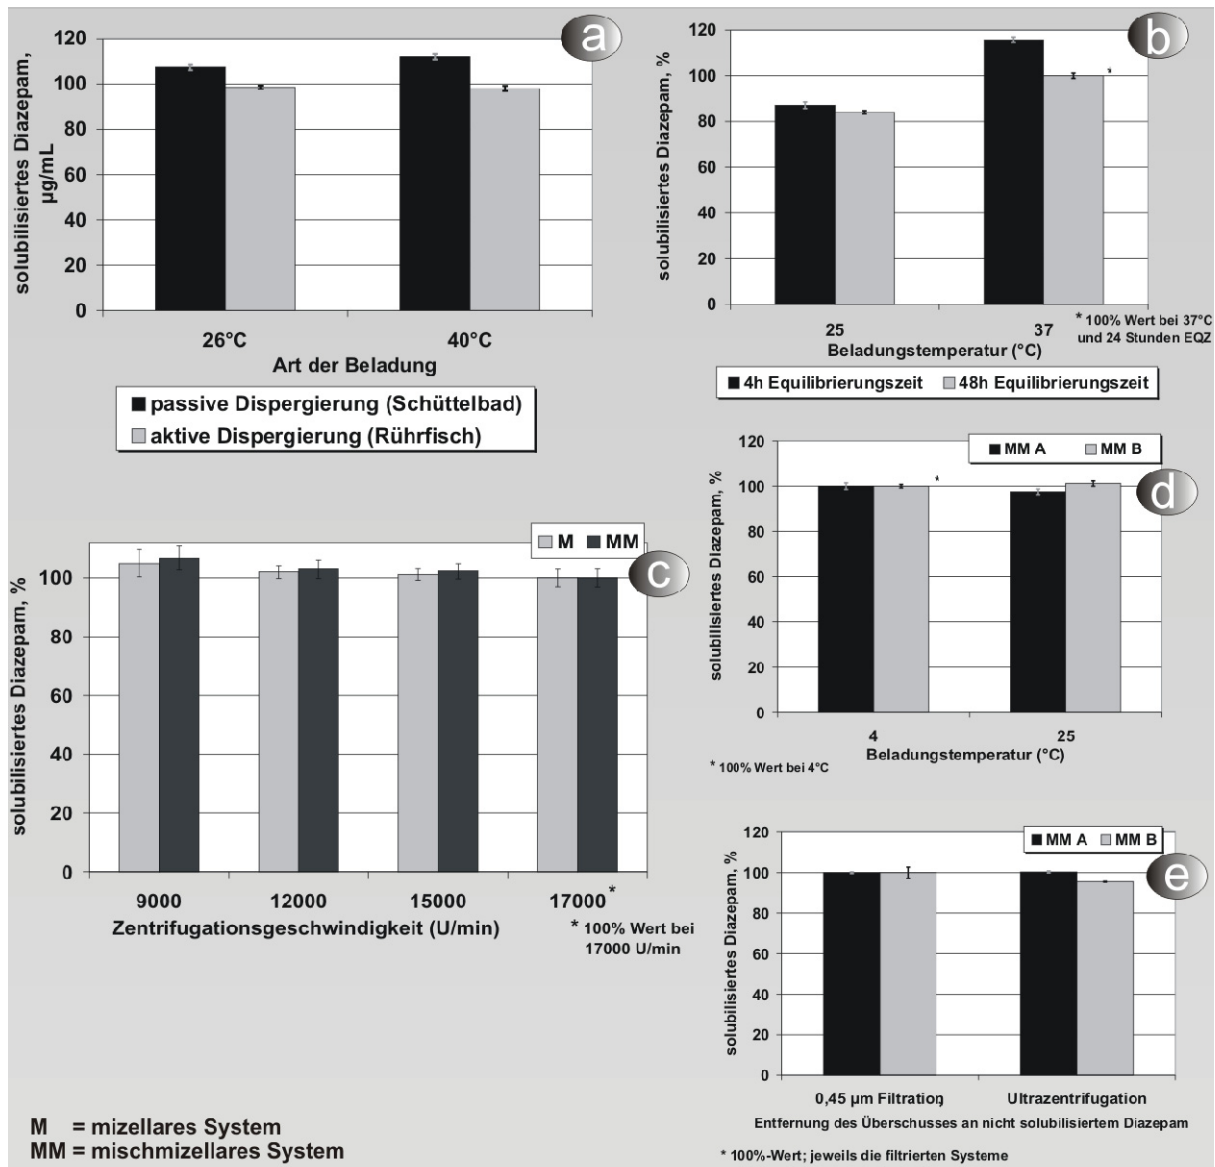 a
solubilisiertes Diazepam,
µg/mL
120
100
80
60
40
20
0
26°C
40°C
Art der Beladung
passive Dispergierung (Schüttelbad)
aktive Dispergierung (Rührfisch)
b
solubilisiertes Diazepam, %
120
100
80
60
40
20
0
*
25
37
Beladungstemperatur (°C)
* 100% Wert bei 37°C
und 24 Stunden EQZ
4h Equilibrierungszeit
48h Equilibrierungszeit
c
solubilisiertes Diazepam, %
M
MM
100
80
60
40
20
0
9000
12000
15000
17000*
Zentrifugationsgeschwindigkeit (U/min)
* 100% Wert bei
17000 U/min
d
solubilisiertes DIazepam, %
MM A
MM B
120
100
80
60
40
20
0
*
4
25
Beladungstemperatur (°C)
* 100% Wert bei 4°C
e
solubilisiertes Diazepam, %
MM A
MM B
120
100
80
60
40
20
0
0,45 µm Filtration
Ultrazentrifugation
Entfernung des Überschusses an nicht solubilisiertem Diazepam
* 100%-Wert; jeweils die filtrierten Systeme
M = mizellares System
MM = mischmizellares System